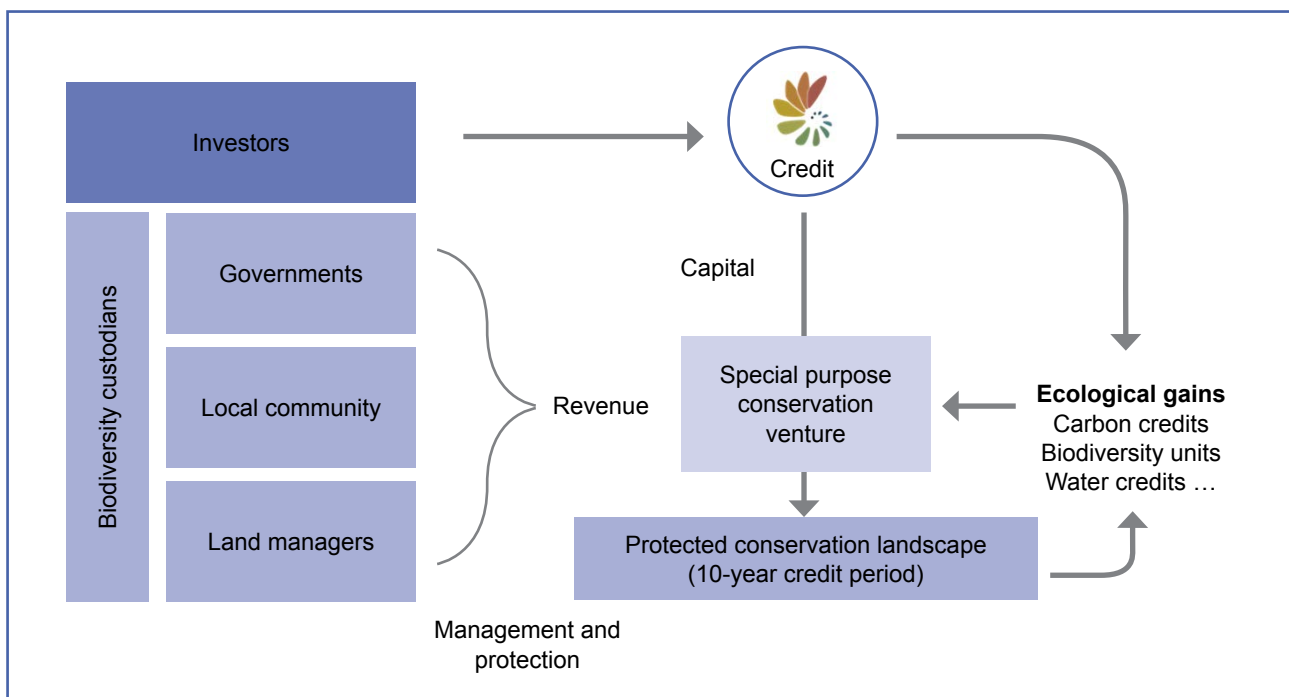 Investors
Credit
Biodiversity custodians
Governments
Local community
Land managers
Revenue
Management and
protection
Capital
Special purpose
conservation
venture
Protected conservation landscape
(10-year credit period)
Ecological gains
Carbon credits
Biodiversity units
Water credits …